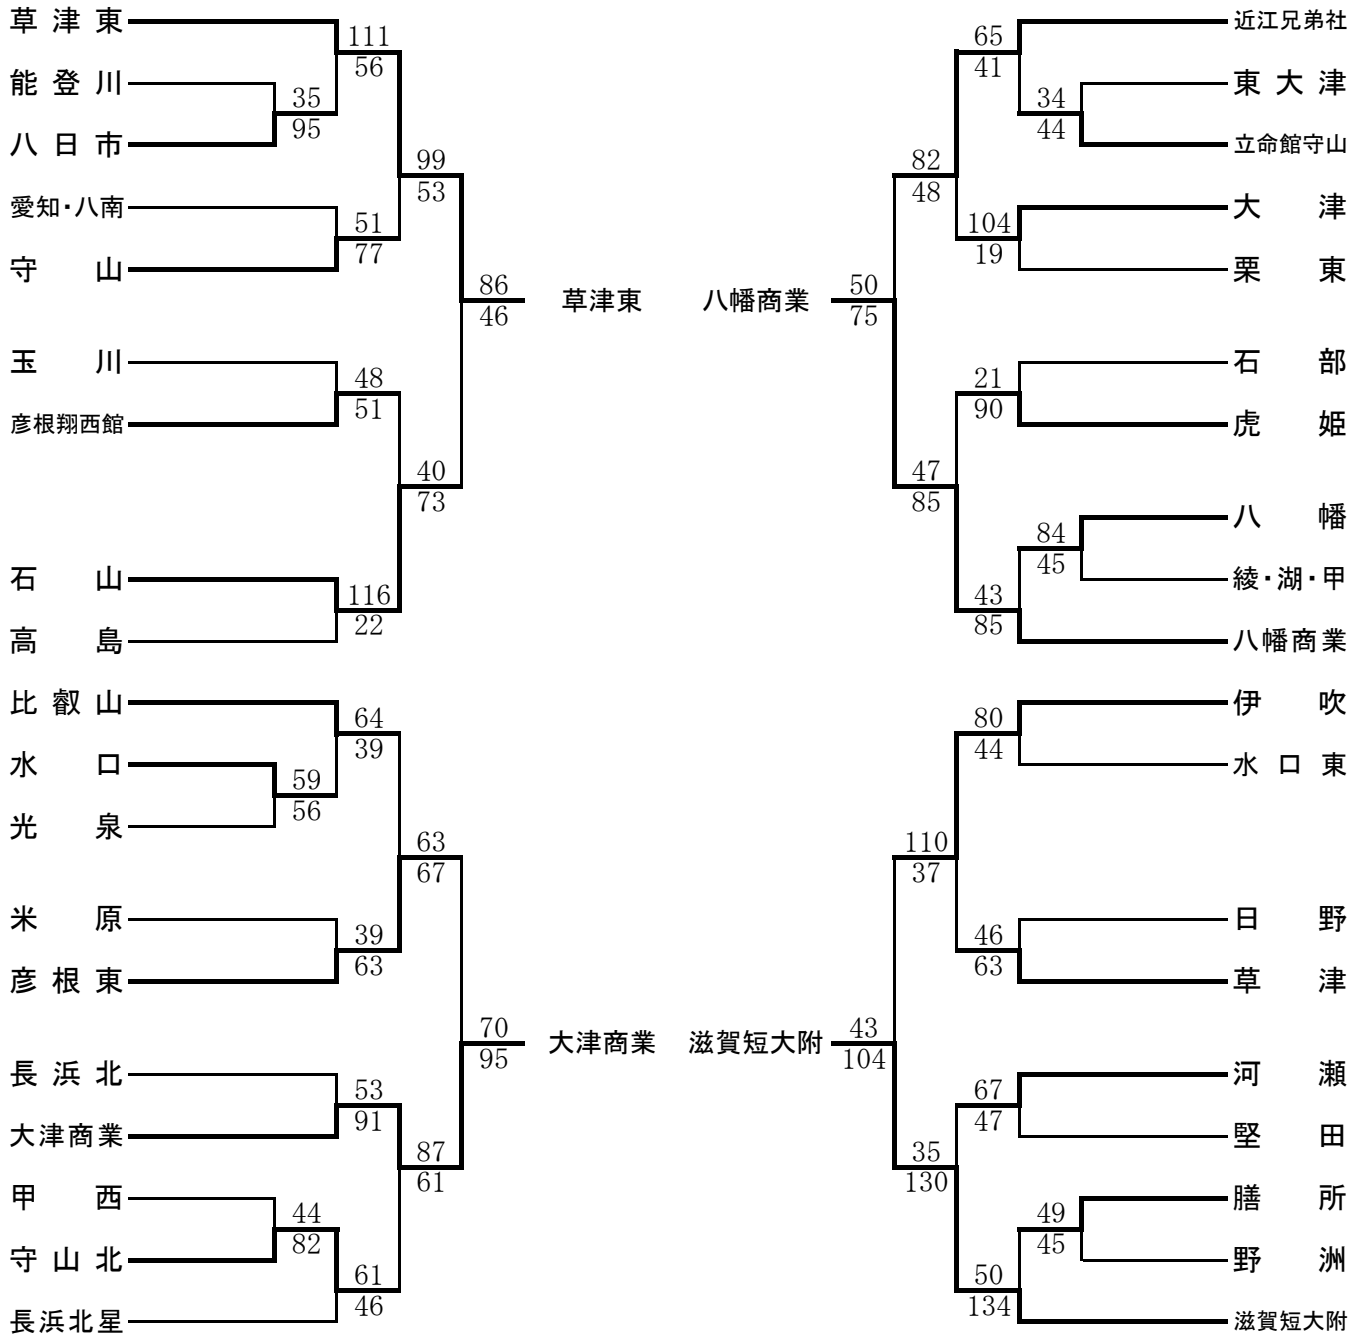 草津東
111
56
能登川
35
95
八日市
99
53
愛知・八南
51
77
守山
86
46
草津東
玉川
48
51
彦根翔西館
40
73
石山
116
22
高島
比叡山
64
39
水口
59
56
光泉
63
67
米原
39
63
彦根東
70
95
大津商業
長浜北
53
91
大津商業
87
61
甲西
44
82
守山北
61
46
長浜北星
近江兄弟社
65
41
東大津
34
44
立命館守山
82
48
大津
104
19
栗東
八幡商業
50
75
石部
21
90
虎姫
47
85
八幡
84
45
綾・湖・甲
43
85
八幡商業
伊吹
80
44
水口東
110
37
日野
46
63
草津
滋賀短大附
43
104
河瀬
67
47
堅田
35
130
膳所
49
45
野洲
50
134
滋賀短大附